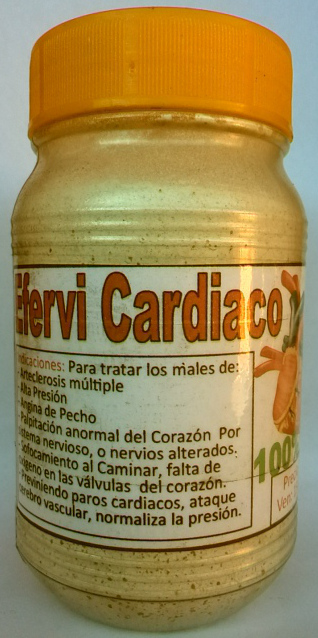 Efervi Cardiaco
Indicaciones: Para tratar los males de:
- Arteclerosis múltiple
- Alta Presión
- Angina de Pecho
- Palpitación anormal del Corazón Por
sistema nervioso, o nervios alterados.
- Sofocamiento al Caminar, falta de
oxigeno en las válvulas del corazón.
- Previniendo paros cardiacos, ataque
cerebro vascular, normaliza la presión.
100%